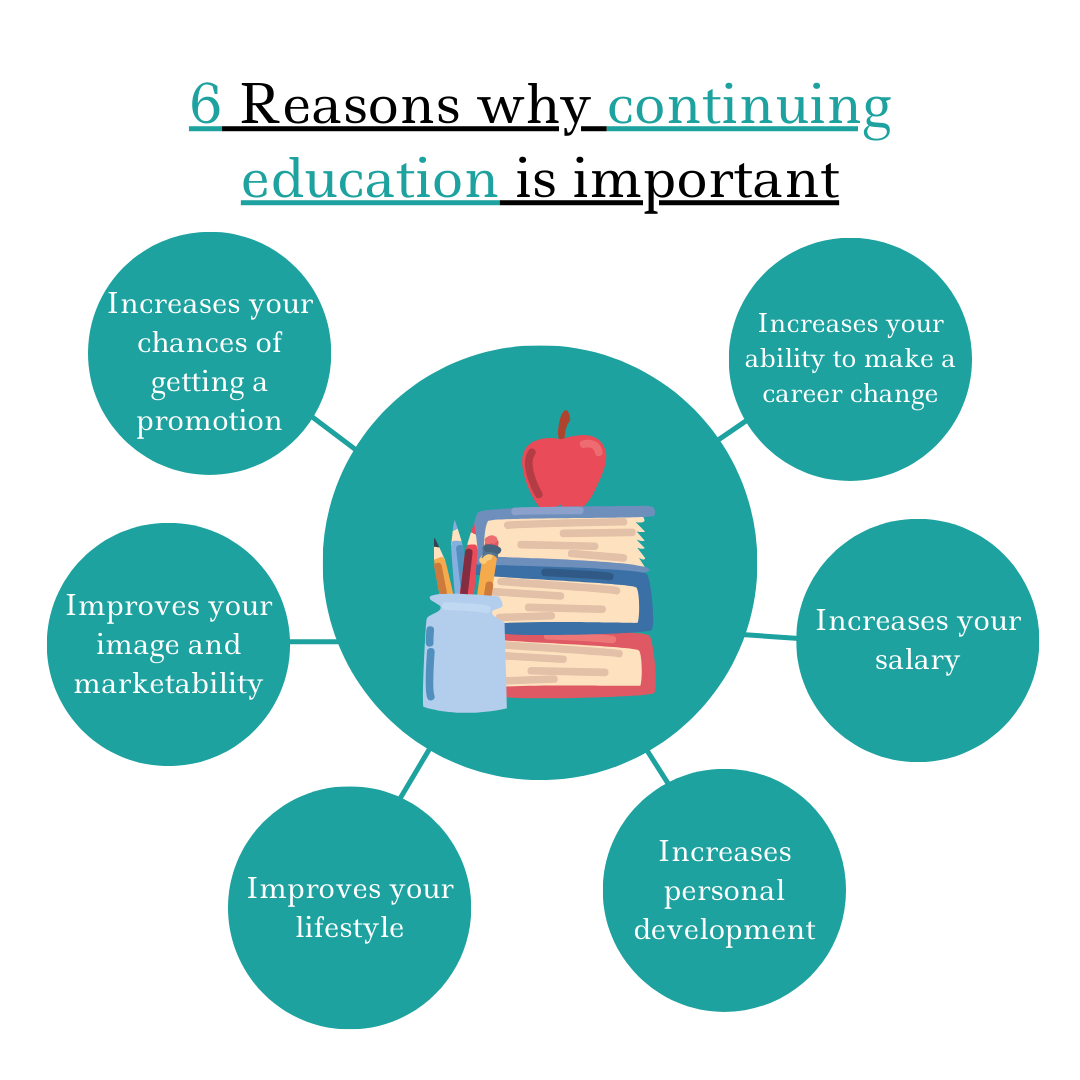 6 Reasons why continuing
education is important
Increases your
chances of
getting a
promotion
Increases your
ability to make a
career change
Improves your
image and
marketability
Increases your
salary
Improves your
lifestyle
Increases
personal
development